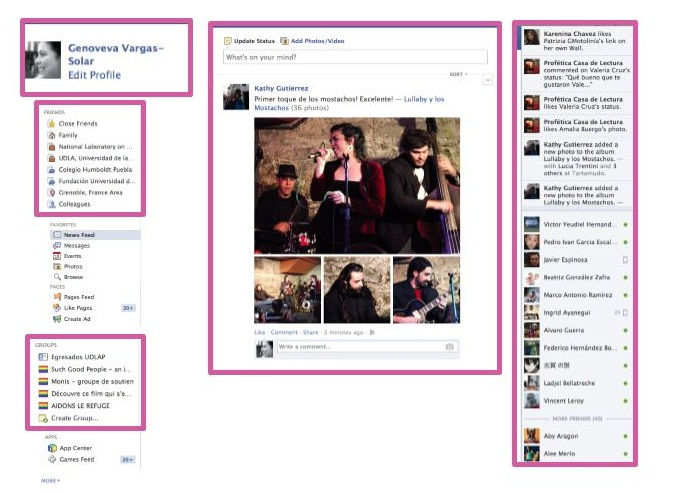 Genoveva Vargas-
Solar
Edit Profile
FRIENDS
Close Friends
Family
National Laboratory on ...
UDLA, Universidad de la...
Colegio Humboldt Puebla
Fundación Universidad d...
Grenoble, France Area
Colleagues
FAVORITES
News Feed
Messages
Events
Photos
Browse
PAGES
Pages Feed
Like Pages 20+
Create Ad
GROUPS
Egresados UDLAP
Such Good People – an i...
Monis – groupe de soutien
Découvre ce film qui s'e...
AIDONS LE REFUGE
Create Group...
APPS
App Center
Games Feed 20+
MORE
Update Status Add Photos/Video
What's on your mind?
SORT
Kathy Gutierrez
Primer toque de los mostachos! Excelente! — Lullaby y los
Mostachos (36 photos)
Like · Comment · Share · 2 minutes ago
Write a comment...
Karenina Chavez likes
Patrizia GMotolinía's link on
her own Wall.
Profética Casa de Lectura
commented on Valeria Cruz's
status: "Qué bueno que te
gustaron Vale..."
Profética Casa de Lectura
likes Valeria Cruz's status.
Profética Casa de Lectura
likes Amalia Buergo's photo.
Kathy Gutierrez added a
new photo to the album
Lullaby y los Mostachos. —
with Lucia Trentini and 3
others at Tartamudo.
Kathy Gutierrez added a
new photo to the album
Lullaby y los Mostachos. —
Victor Yeudiel Hernand...
Pedro Ivan Garcia Escal...
Javier Espinosa
Beatriz González Zafra
Marco Antonio Ramirez
Ingrid Ayanegui
Alvaro Guerra
Federico Hernández Bo...
Ladjel Bellatreche
Vincent Leroy
MORE FRIENDS (40)
Aby Aragon
Alee Merlo